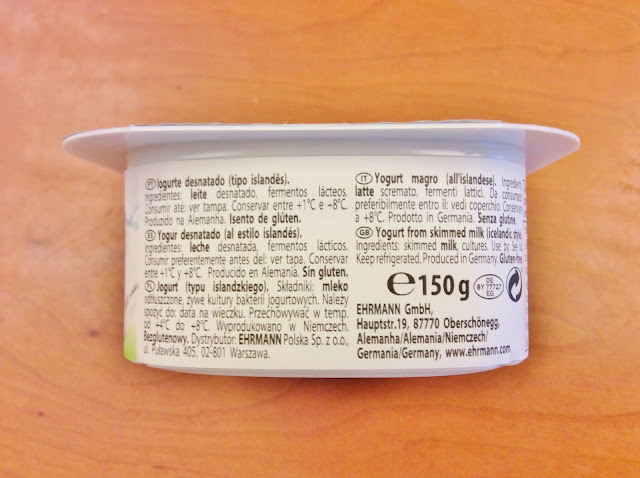 PT Iogurte desnatado (tipo islandês).
Ingredientes: leite desnatado, fermentos lácteos.
Consumir até: ver tampa. Conservar entre +1°C e +8°C.
Produzido na Alemanha. Isento de glúten.
ES Yogur desnatado (al estilo islandés).
Ingredientes: leche desnatada, fermentos lácticos.
Consumir preferentemente antes del: ver tapa. Conservar
entre +1°C y +8°C. Producido en Alemania. Sin gluten.
PL Jogurt (typu islandzkiego). Składniki: mleko
odtłuszczone, żywe kultury bakterii jogurtowych. Należy
spożyć do: data na wieczku. Przechowywać w temp.
od +4°C do +8°C. Wyprodukowano w Niemczech.
Bezglutenowy. Dystrybutor: EHRMANN Polska Sp. z o.o.,
ul. Puławska 405, 02-801 Warszawa.
IT Yogurt magro (all'islandese). Ingredienti:
latte scremato, fermenti lattici. Da consumarsi
preferibilmente entro il: vedi coperchio. Conservare
a +8°C. Prodotto in Germania. Senza glutine.
GB Yogurt from skimmed milk (icelandic style).
Ingredients: skimmed milk, cultures. Use by: See
Keep refrigerated. Produced in Germany. Gluten-free.
e 150 g
DE
BY 77727
EG
EHRMANN GmbH,
Hauptstr.19, 87770 Oberschönegg,
Alemanha/Alemania/Niemczech/
Germania/Germany, www.ehrmann.com